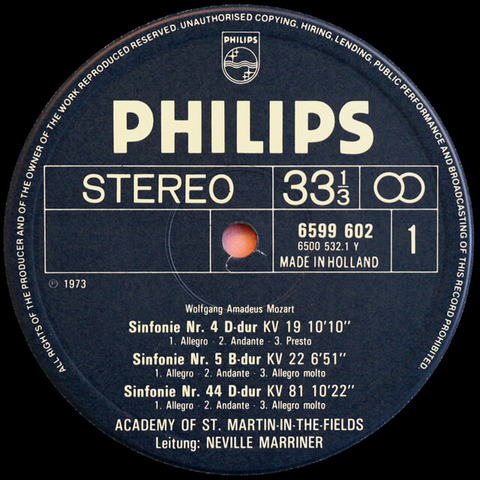 ALL RIGHTS OF THE PRODUCER AND OF THE OWNER OF THE WORK REPRODUCED RESERVED. UNAUTHORISED COPYING, HIRING, LENDING, PUBLIC PERFORMANCE AND BROADCASTING OF THIS RECORD PROHIBITED.
PHILIPS
PHILIPS
STEREO 33⅓
6599 602 1
6500 532.1 Y
MADE IN HOLLAND
℗ 1973
Wolfgang Amadeus Mozart
Sinfonie Nr. 4 D-dur KV 19 10'10"
1. Allegro · 2. Andante · 3. Presto
Sinfonie Nr. 5 B-dur KV 22 6'51"
1. Allegro · 2. Andante · 3. Allegro molto
Sinfonie Nr. 44 D-dur KV 81 10'22"
1. Allegro · 2. Andante · 3. Allegro molto
ACADEMY OF ST. MARTIN-IN-THE-FIELDS
Leitung: NEVILLE MARRINER